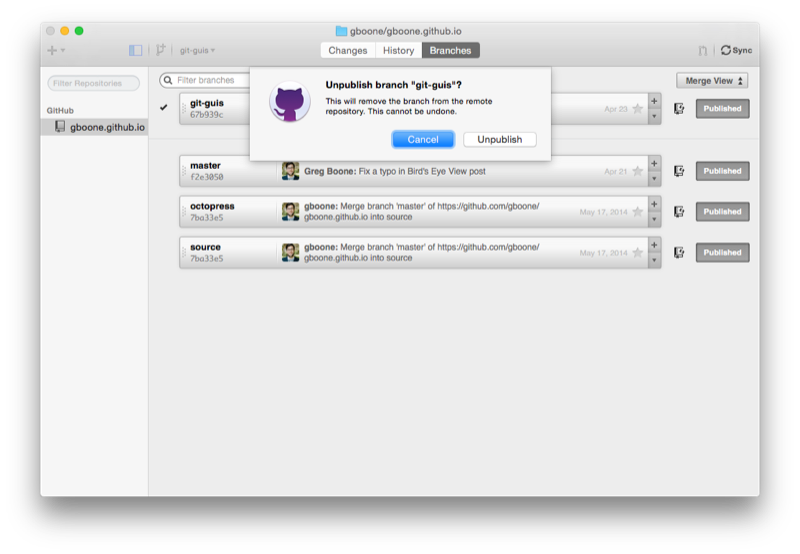 gboone/gboone.github.io
git-guis
Changes
History
Branches
Sync
Filter Repositories
Filter branches
Merge View
GitHub
gboone.github.io
Unpublish branch "git-guis"?
This will remove the branch from the remote
repository. This cannot be undone.
Cancel
Unpublish
git-guis
67b939c
Apr 23
Published
master
f2e3050
Greg Boone: Fix a typo in Bird's Eye View post
Apr 21
Published
octopress
7ba33e5
gboone: Merge branch 'master' of https://github.com/gboone/
gboone.github.io into source
May 17, 2014
Published
source
7ba33e5
gboone: Merge branch 'master' of https://github.com/gboone/
gboone.github.io into source
May 17, 2014
Published